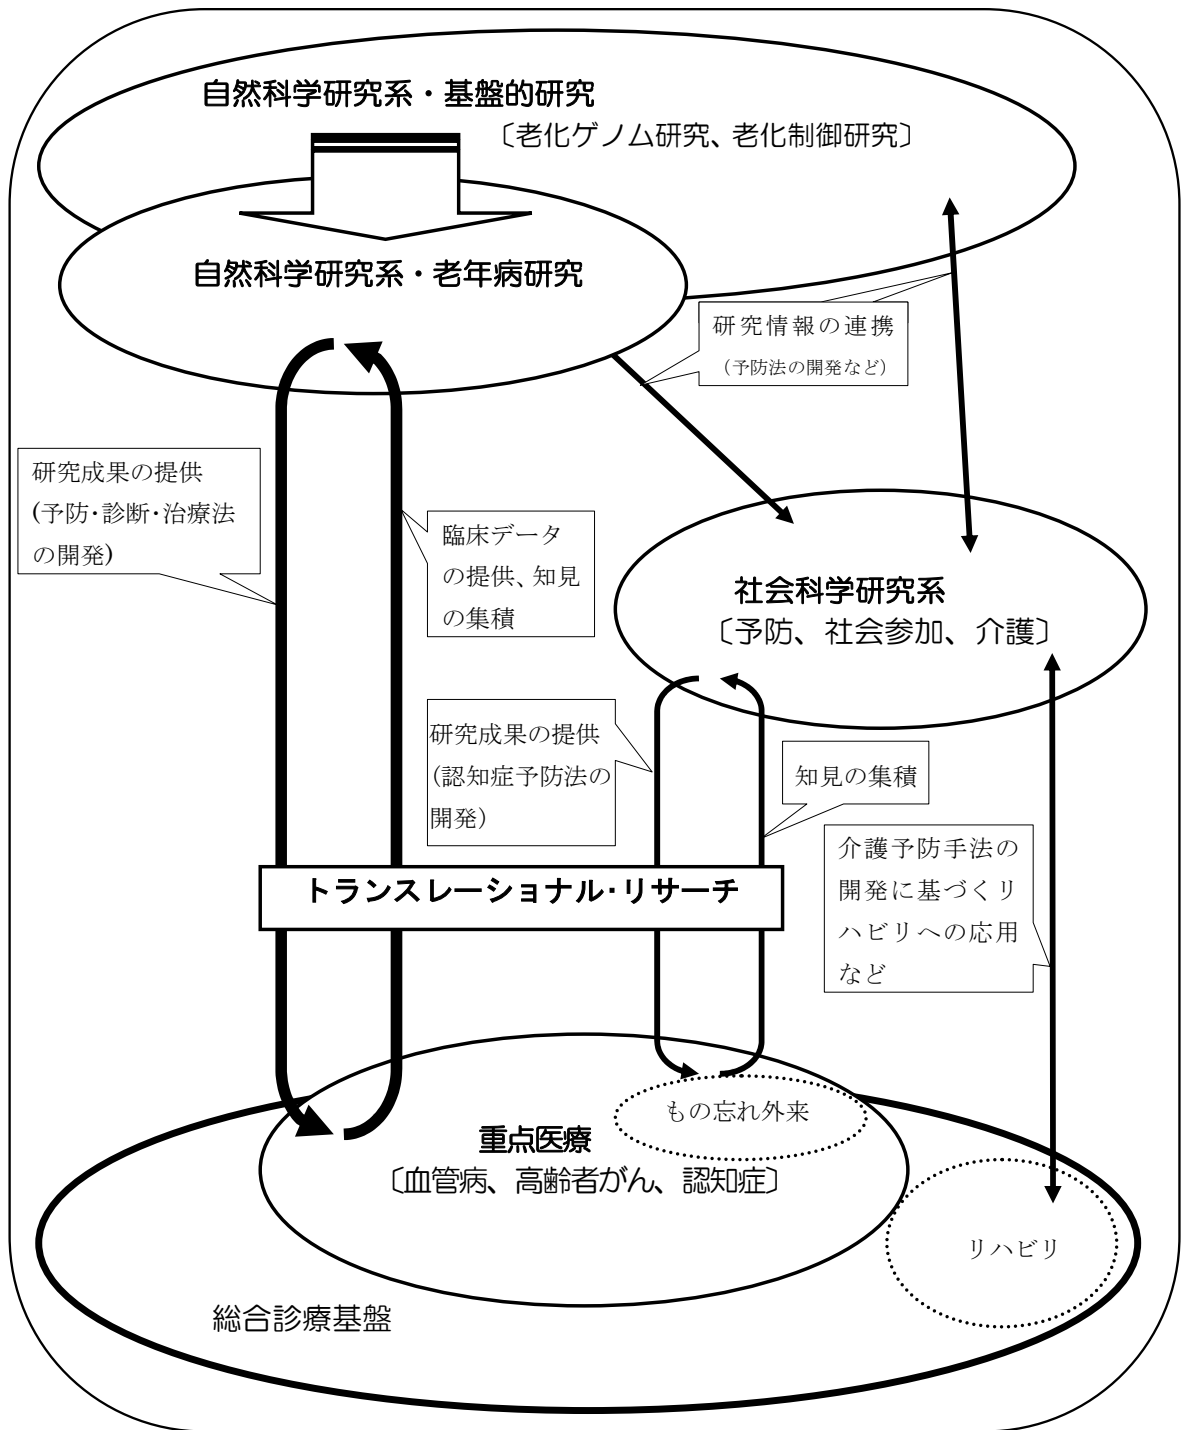 自然科学研究系・基盤的研究
〔老化ゲノム研究、老化制御研究〕
自然科学研究系・老年病研究
研究情報の連携
（予防法の開発など）
研究成果の提供
(予防・診断・治療法
の開発)
臨床データ
の提供、知見
の集積
社会科学研究系
〔予防、社会参加、介護〕
研究成果の提供
(認知症予防法の
開発）
知見の集積
介護予防手法の
開発に基づくリ
ハビリへの応用
など
トランスレーショナル・リサーチ
もの忘れ外来
重点医療
〔血管病、高齢者がん、認知症〕
リハビリ
総合診療基盤